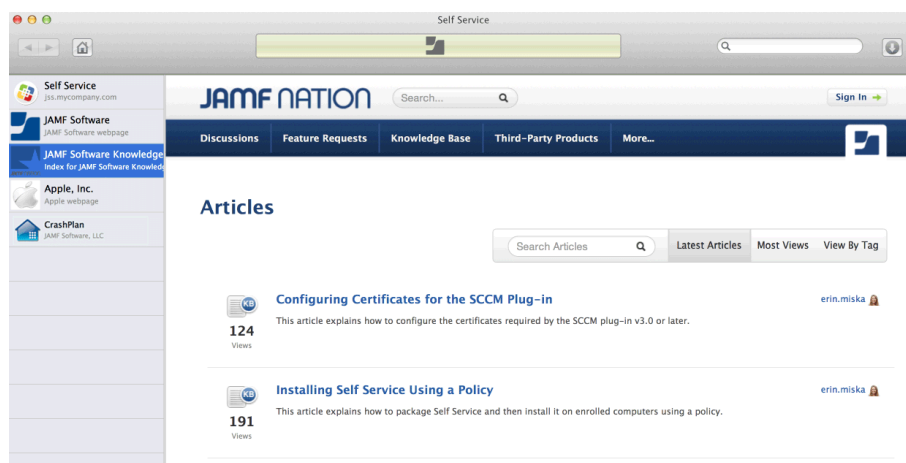 Self Service
Self Service
jss.mycompany.com
JAMF Software
JAMF Software webpage
JAMF Software Knowledge
Index for JAMF Software Knowled
Apple, Inc.
Apple webpage
CrashPlan
JAMF Software, LLC
JAMF NATION
Search...
Sign In
Discussions
Feature Requests
Knowledge Base
Third-Party Products
More...
Articles
Search Articles
Latest Articles
Most Views
View By Tag
KB
Configuring Certificates for the SCCM Plug-in
erin.miska
This article explains how to configure the certificates required by the SCCM plug-in v3.0 or later.
124
Views
KB
Installing Self Service Using a Policy
erin.miska
This article explains how to package Self Service and then install it on enrolled computers using a policy.
191
Views